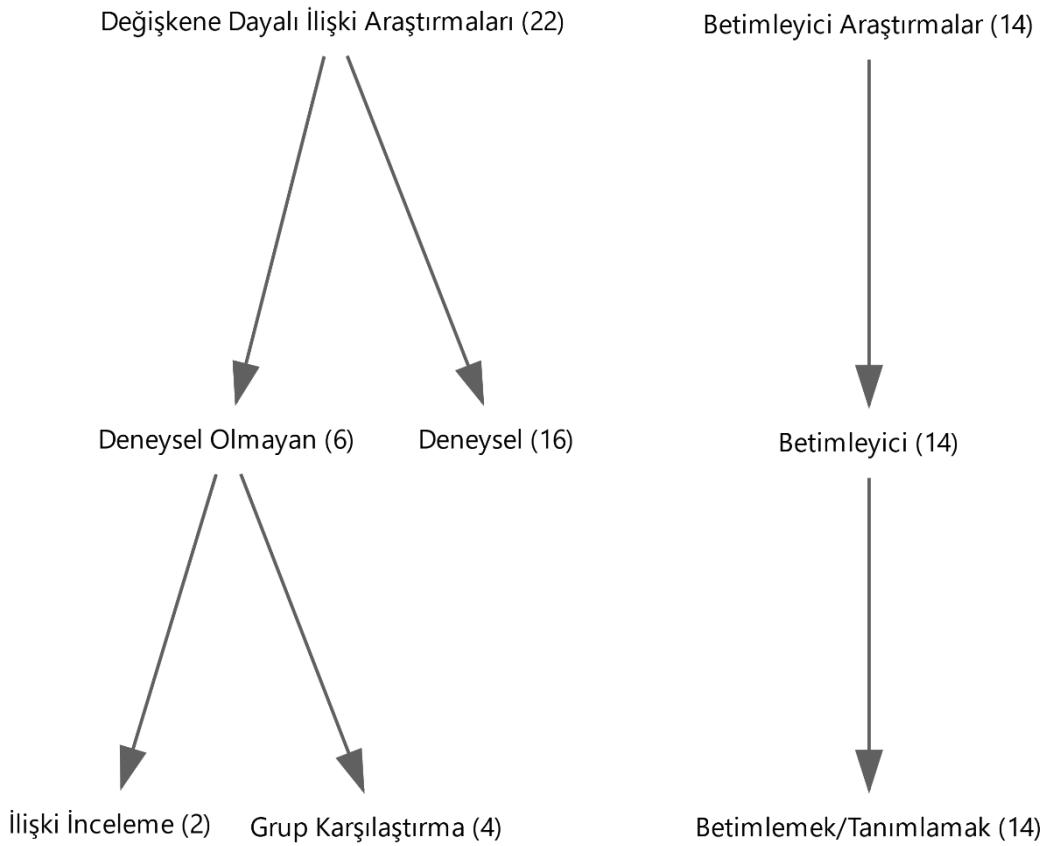 Değişkene Dayalı İlişki Araştırmaları (22)
Betimleyici Araştırmalar (14)
Deneysel Olmayan (6)
Deneysel (16)
Betimleyici (14)
İlişki İnceleme (2)
Grup Karşılaştırma (4)
Betimlemek/Tanımlamak (14)